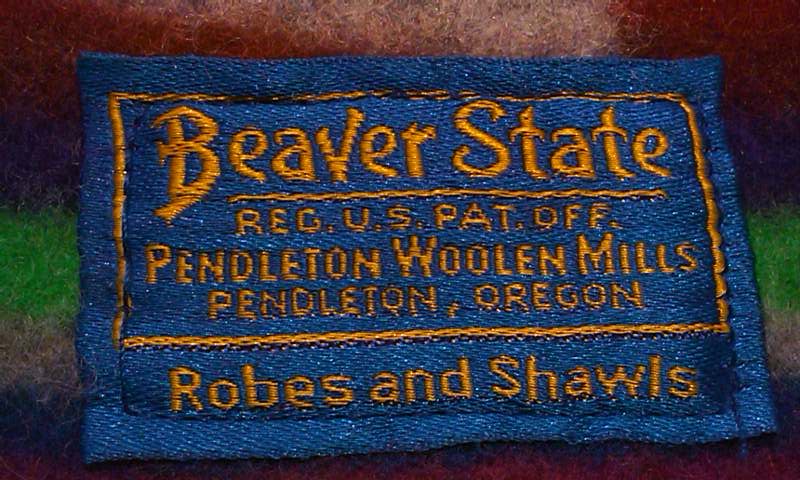 Beaver State
REG. U.S. PAT. OFF.
PENDLETON WOOLEN MILLS
PENDLETON, OREGON
Robes and Shawls